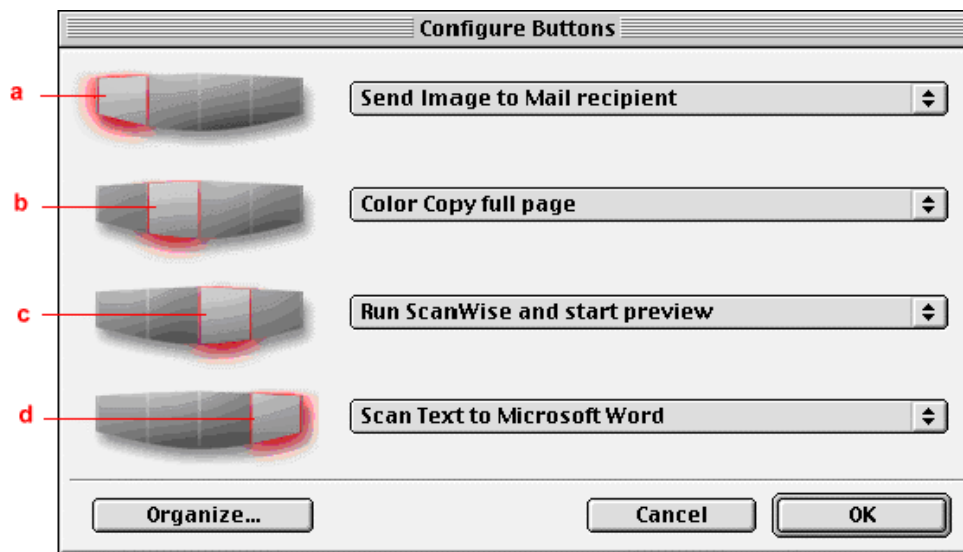 Configure Buttons
a Send Image to Mail recipient
b Color Copy full page
c Run ScanWise and start preview
d Scan Text to Microsoft Word
Organize... Cancel OK